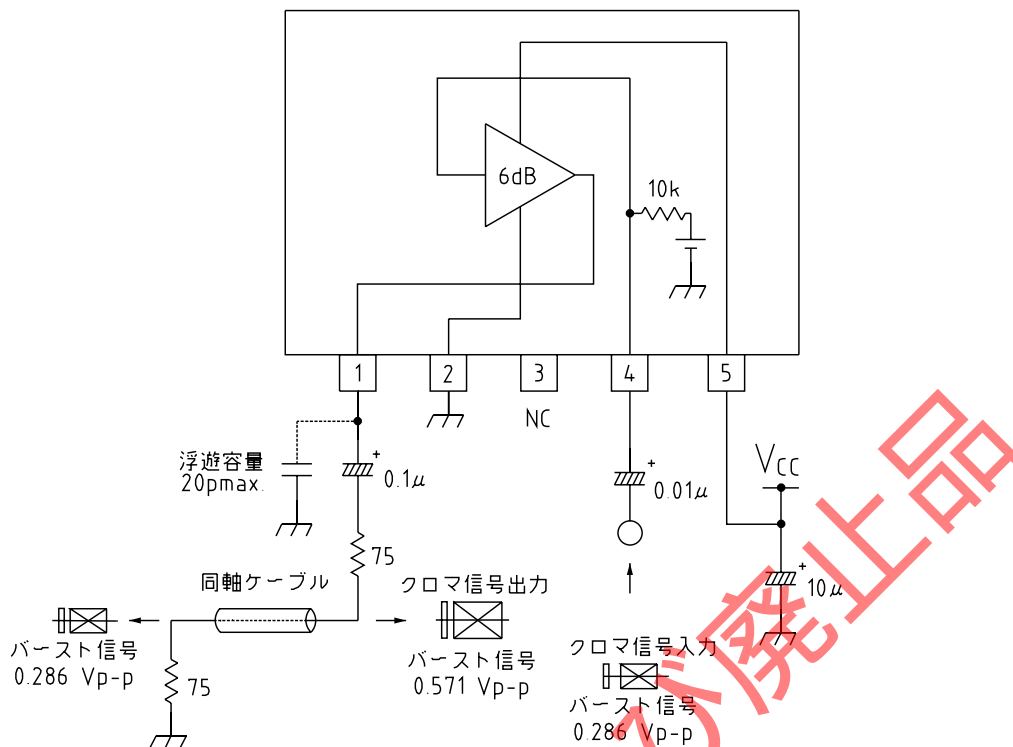 6dB
10k
1
2
3
4
5
NC
浮遊容量
20pmax.
0.1μ
0.01μ
VCC
75
10μ
同軸ケーブル
クロマ信号出力
バースト信号
0.286 Vp-p
バースト信号
0.571 Vp-p
クロマ信号入力
バースト信号
0.286 Vp-p
75
び廃止品